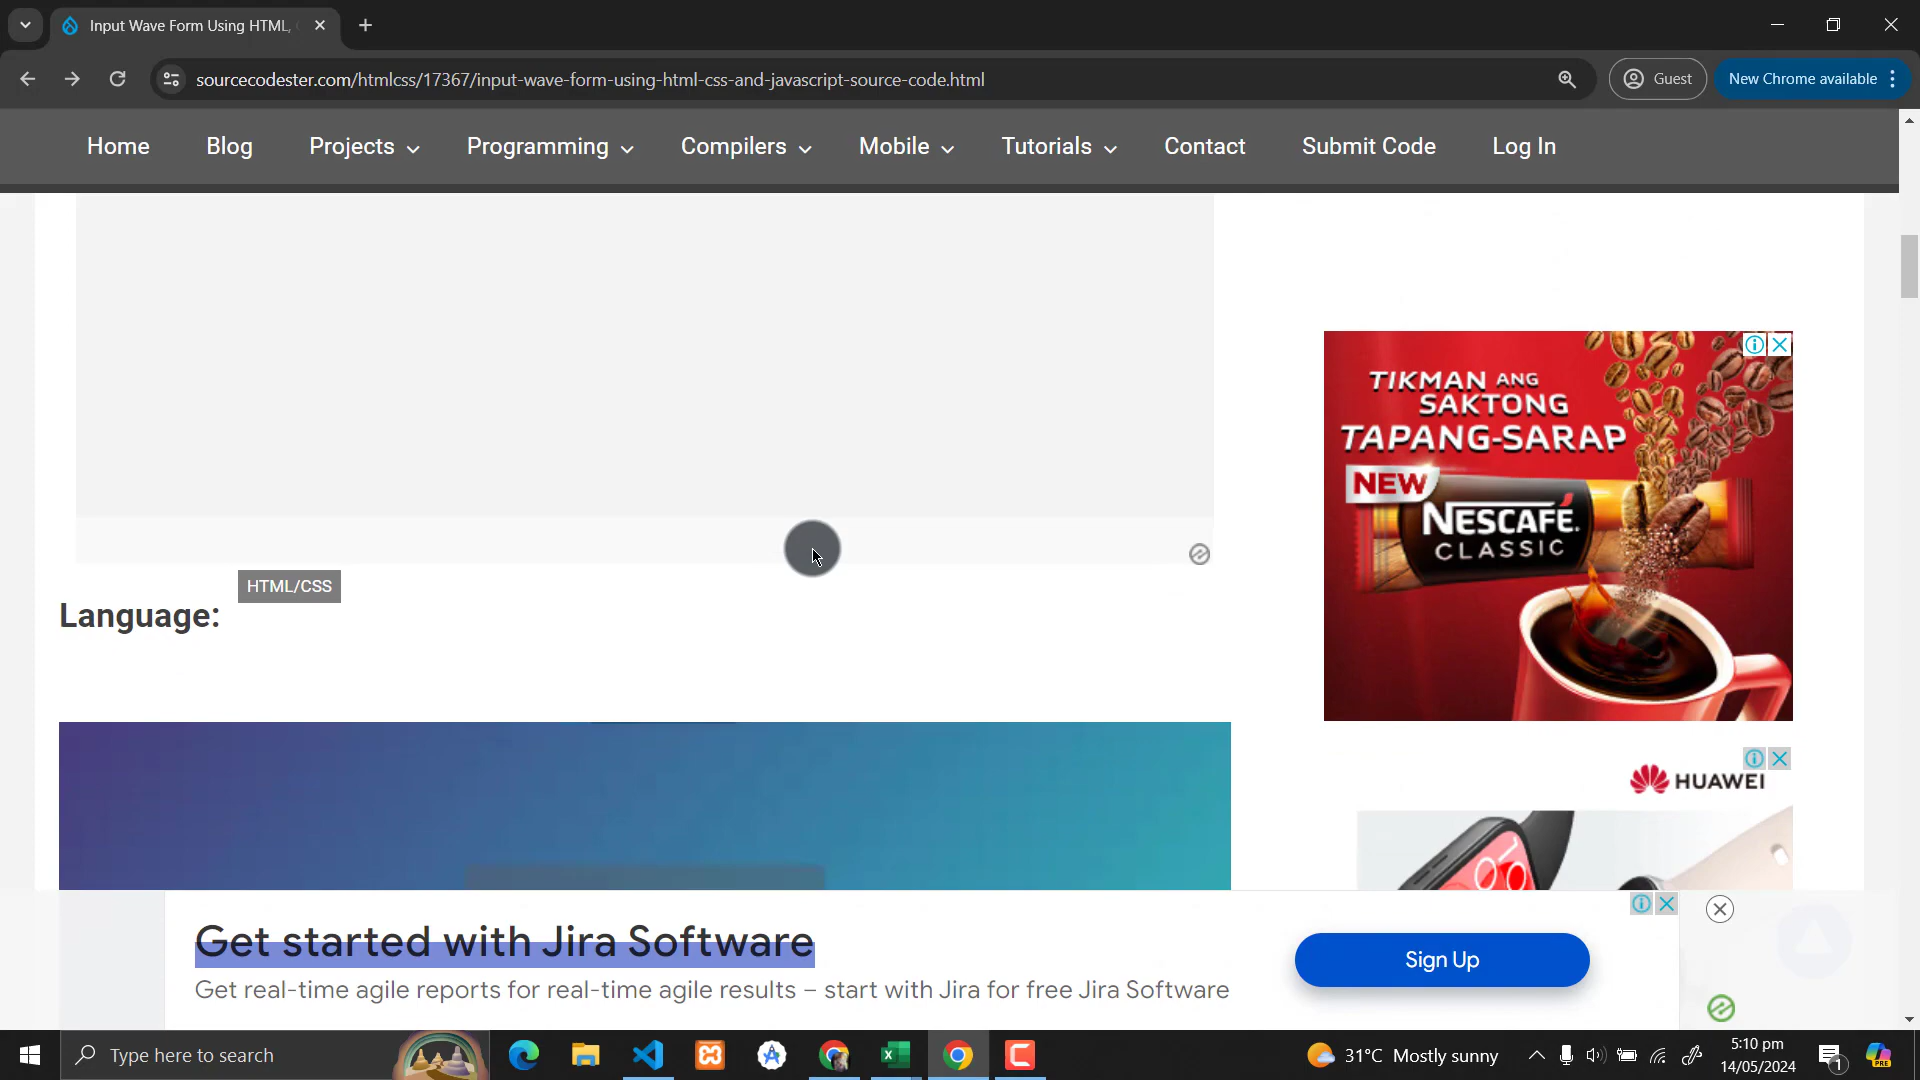 Input Wave Form Using HTML,
sourcecodester.com/htmlcss/17367/input-wave-form-using-html-css-and-javascript-source-code.html
Guest
New Chrome available
Home
Blog
Projects
Programming
Compilers
Mobile
Tutorials
Contact
Submit Code
Log In
TIKMAN ANG
SAKTONG
TAPANG-SARAP
NEW
NESCAFÉ.
CLASSIC
HTML/CSS
Language:
HUAWEI
Get started with Jira Software
Get real-time agile reports for real-time agile results – start with Jira for free Jira Software
Sign Up
Type here to search
31°C Mostly sunny
5:10 pm
14/05/2024
1
PRE